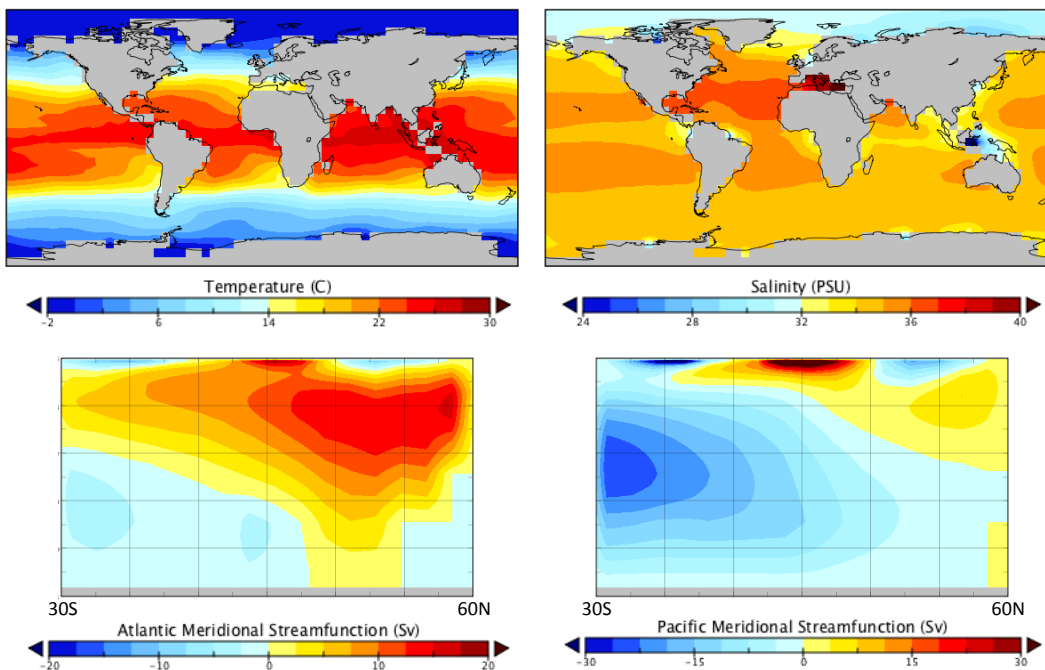 Temperature (C)
-2 6 14 22 30
Salinity (PSU)
24 28 32 36 40
30S 60N
30S 60N
Atlantic Meridional Streamfunction (Sv)
-20 -10 0 10 20
Pacific Meridional Streamfunction (Sv)
-30 -15 0 15 30